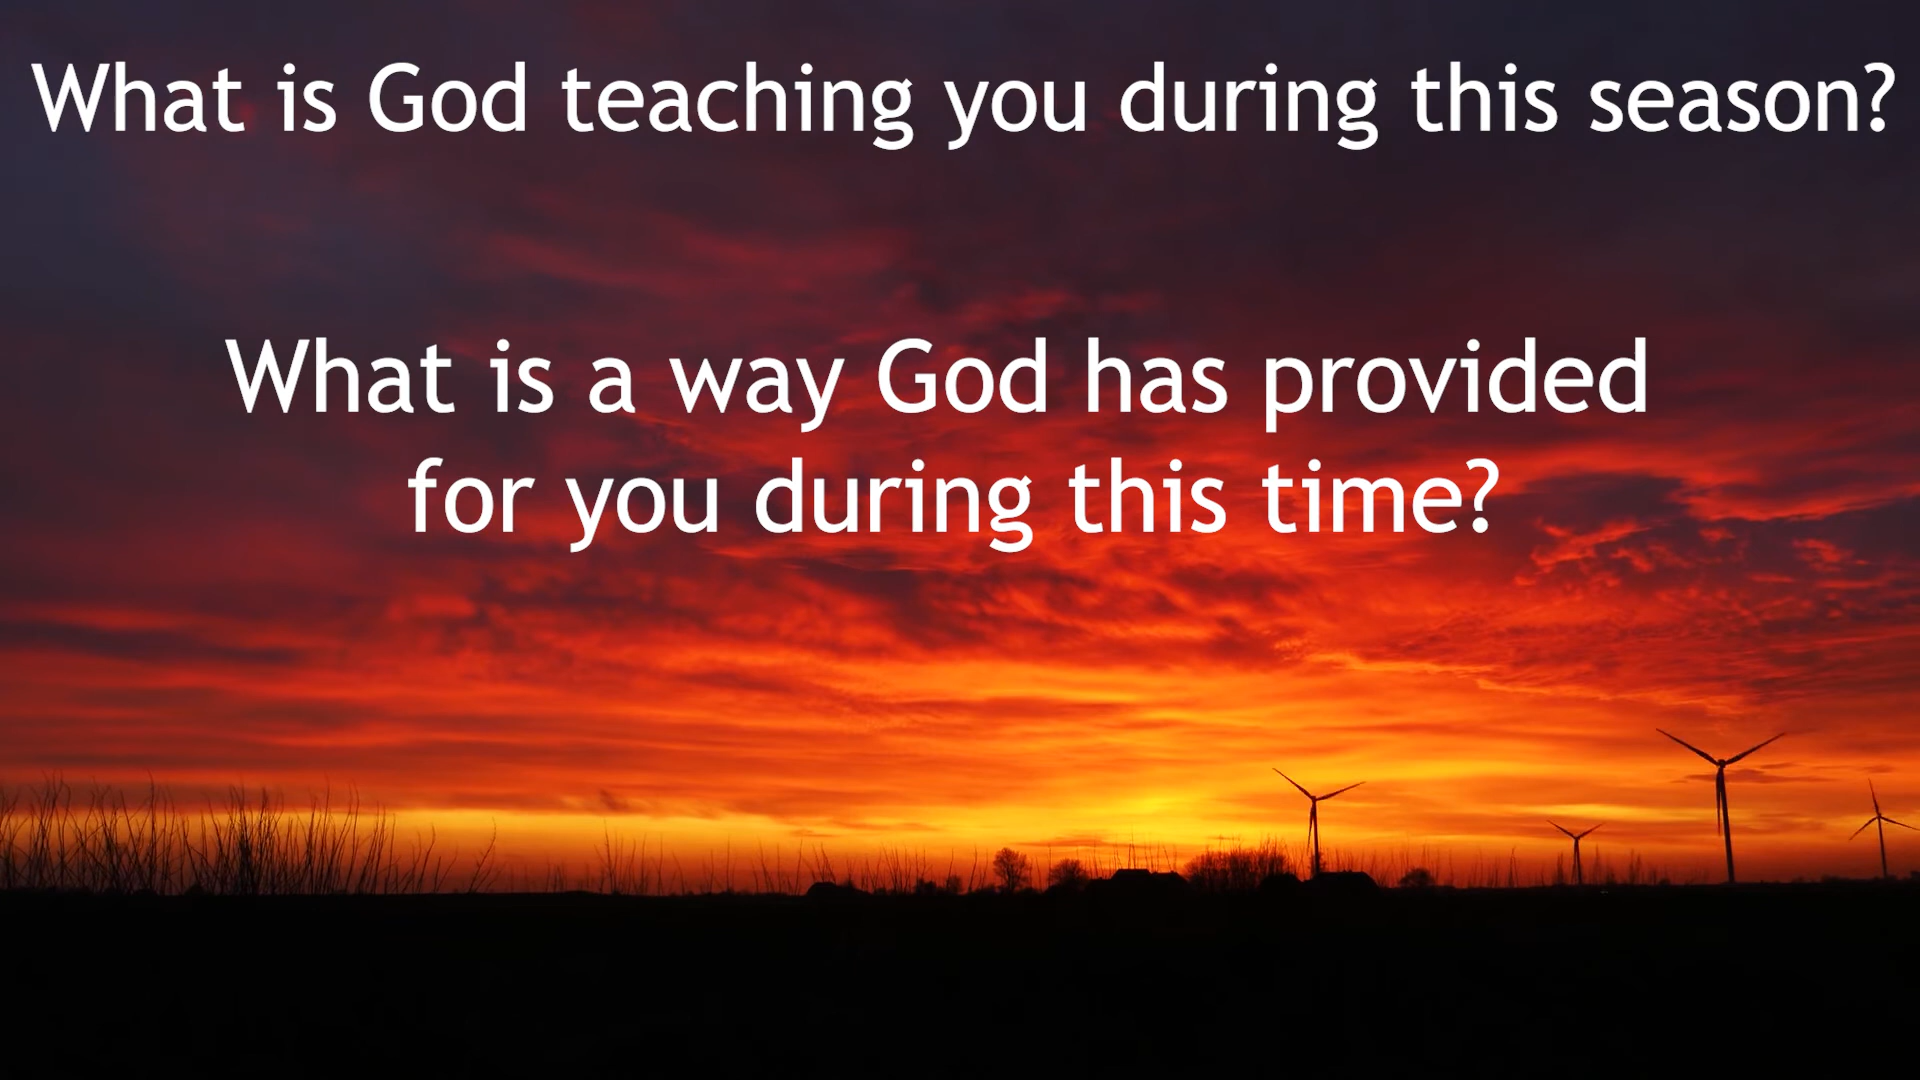 What is God teaching you during this season?
What is a way God has provided
for you during this time?